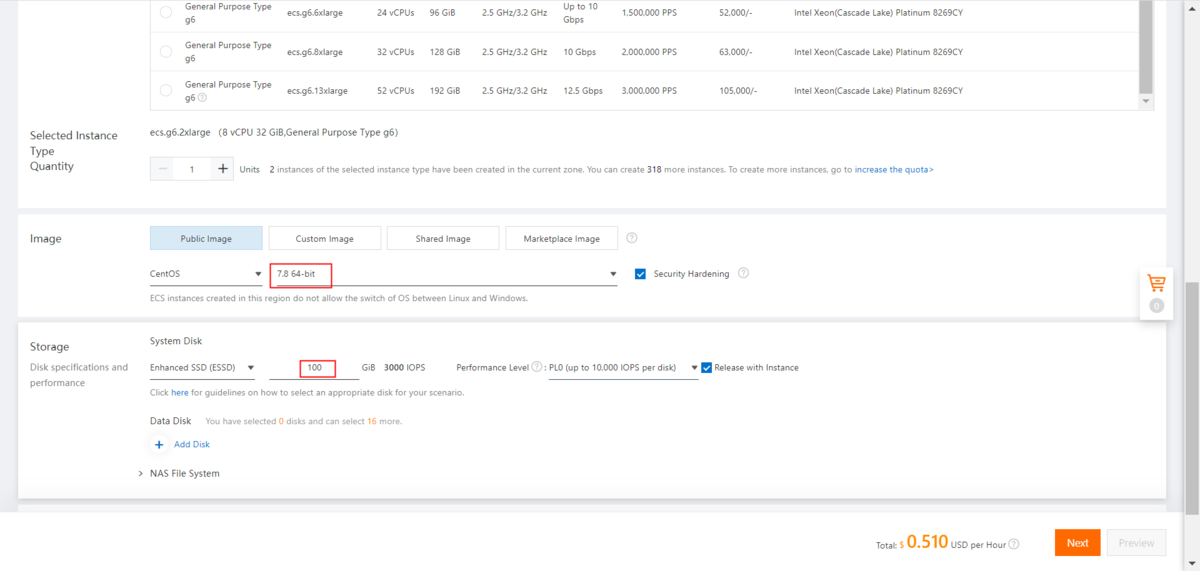 General Purpose Type g6 ecs.g6.6xlarge 24 vCPUs 96 GiB 2.5 GHz/3.2 GHz Up to 10 Gbps 1,500,000 PPS 52,000/- Intel Xeon(Cascade Lake) Platinum 8269CY
General Purpose Type g6 ecs.g6.8xlarge 32 vCPUs 128 GiB 2.5 GHz/3.2 GHz 10 Gbps 2,000,000 PPS 63,000/- Intel Xeon(Cascade Lake) Platinum 8269CY
General Purpose Type g6 ecs.g6.13xlarge 52 vCPUs 192 GiB 2.5 GHz/3.2 GHz 12.5 Gbps 3,000,000 PPS 105,000/- Intel Xeon(Cascade Lake) Platinum 8269CY
Selected Instance Type ecs.g6.2xlarge (8 vCPU 32 GiB,General Purpose Type g6)
Quantity 1 Units 2 instances of the selected instance type have been created in the current zone. You can create 318 more instances. To create more instances, go to increase the quota>
Image Public Image Custom Image Shared Image Marketplace Image
CentOS 7.8 64-bit Security Hardening
ECS instances created in this region do not allow the switch of OS between Linux and Windows.
0
Storage System Disk
Disk specifications and performance
Enhanced SSD (ESSD) 100 GiB 3000 IOPS Performance Level : PL0 (up to 10,000 IOPS per disk) Release with Instance
Click here for guidelines on how to select an appropriate disk for your scenario.
Data Disk You have selected 0 disks and can select 16 more.
+ Add Disk
> NAS File System
Total: $ 0.510 USD per Hour Next Preview